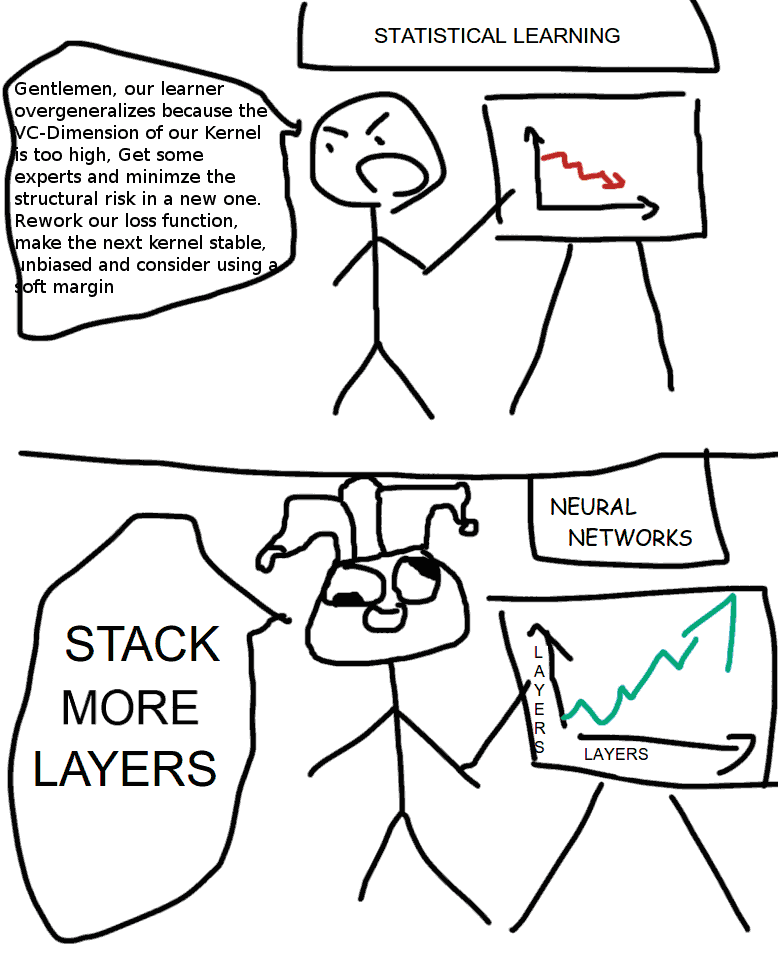 STATISTICAL LEARNING
Gentlemen, our learner
overgeneralizes because the
VC-Dimension of our Kernel
is too high, Get some
experts and minimze the
structural risk in a new one.
Rework our loss function,
make the next kernel stable,
unbiased and consider using a
soft margin
NEURAL
NETWORKS
STACK
MORE
LAYERS
LAYERS
LAYERS